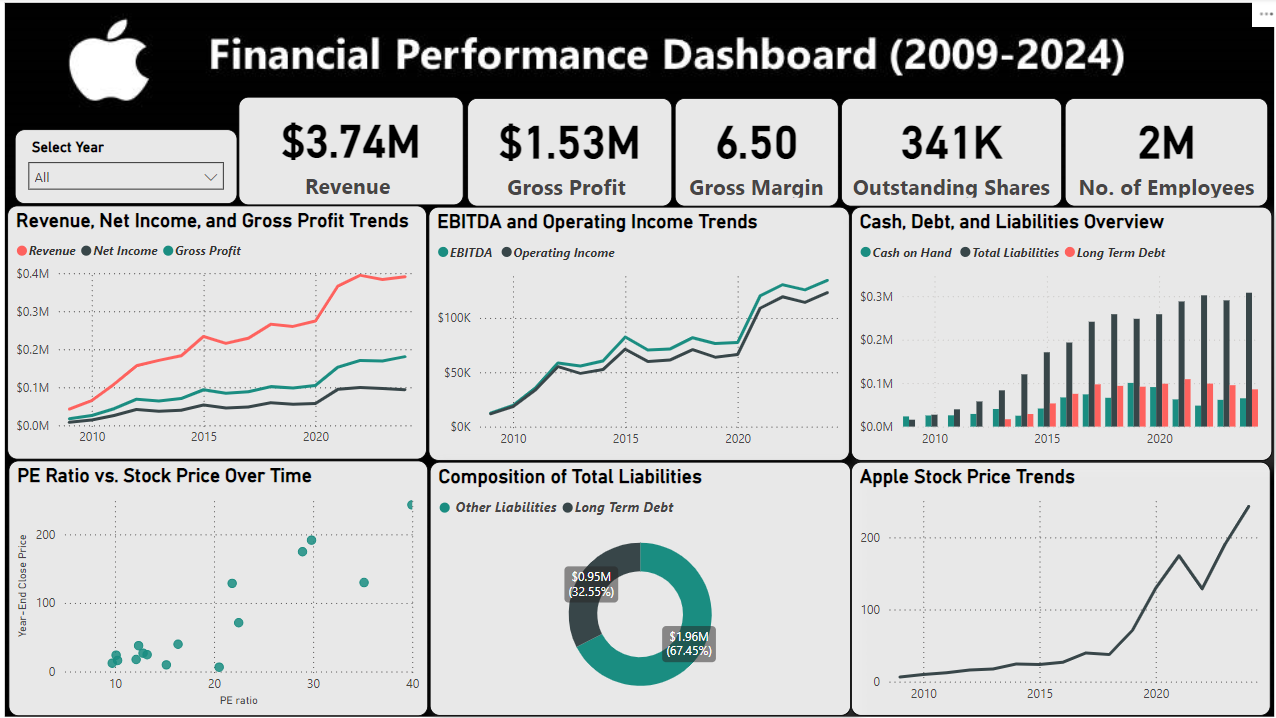 Financial Performance Dashboard (2009-2024)
Select Year
All
$3.74M
Revenue
$1.53M
Gross Profit
6.50
Gross Margin
341K
Outstanding Shares
2M
No. of Employees
Revenue, Net Income, and Gross Profit Trends
Revenue Net Income Gross Profit
$0.4M
$0.3M
$0.2M
$0.1M
$0.0M
2010 2015 2020
EBITDA and Operating Income Trends
EBITDA Operating Income
$100K
$50K
$0K
2010 2015 2020
Cash, Debt, and Liabilities Overview
Cash on Hand Total Liabilities Long Term Debt
$0.3M
$0.2M
$0.1M
$0.0M
2010 2015 2020
PE Ratio vs. Stock Price Over Time
Year-End Close Price
200
100
0
10 20 30 40
PE ratio
Composition of Total Liabilities
Other Liabilities Long Term Debt
$0.95M
(32.55%)
$1.96M
(67.45%)
Apple Stock Price Trends
200
100
0
2010 2015 2020